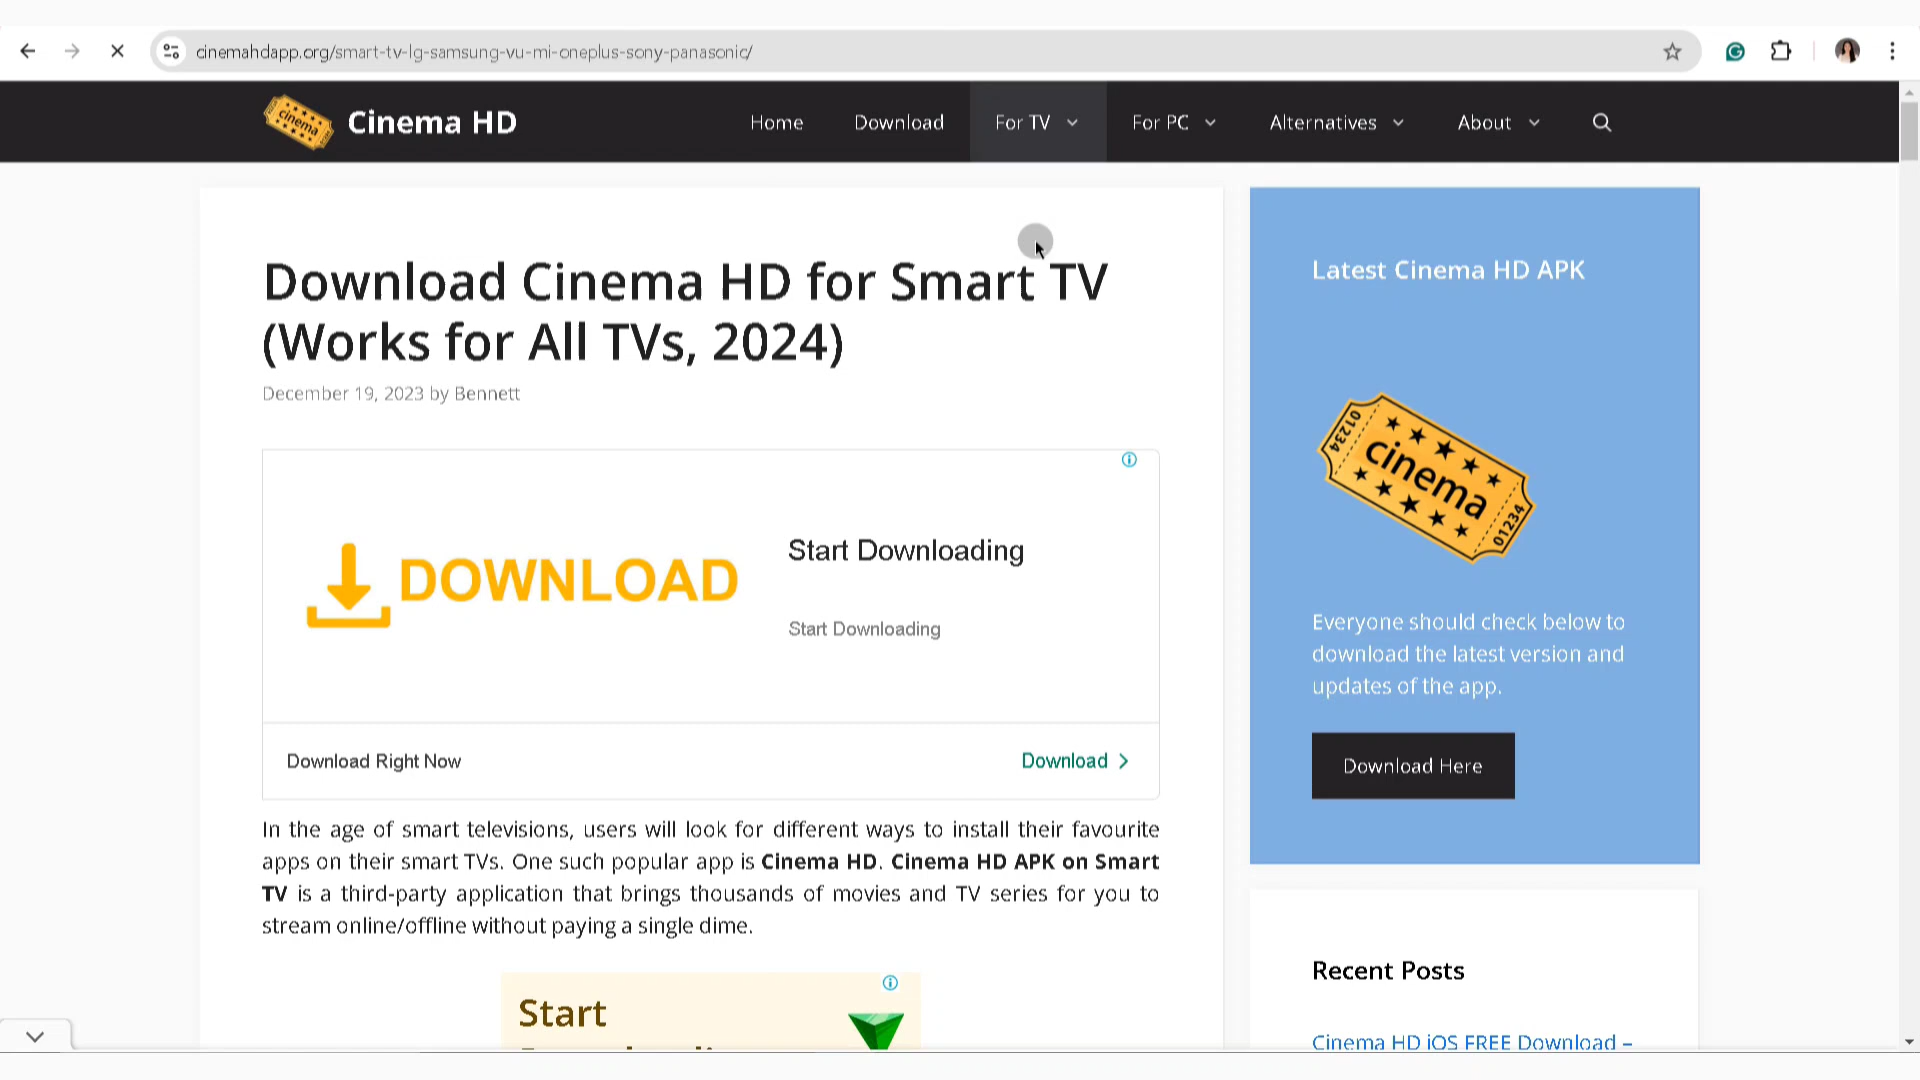 cinemahdapp.org/smart-tv-lg-samsung-vu-mi-oneplus-sony-panasonic/
cinema
Cinema HD
Home
Download
For TV
For PC
Alternatives
About
Download Cinema HD for Smart TV
(Works for All TVs, 2024)
December 19, 2023 by Bennett
DOWNLOAD
Start Downloading
Start Downloading
Download Right Now
Download
In the age of smart televisions, users will look for different ways to install their favourite
apps on their smart TVs. One such popular app is Cinema HD. Cinema HD APK on Smart
TV is a third-party application that brings thousands of movies and TV series for you to
stream online/offline without paying a single dime.
Start
Latest Cinema HD APK
01234
cinema
01234
Everyone should check below to
download the latest version and
updates of the app.
Download Here
Recent Posts
Cinema HD iOS FREE Download –